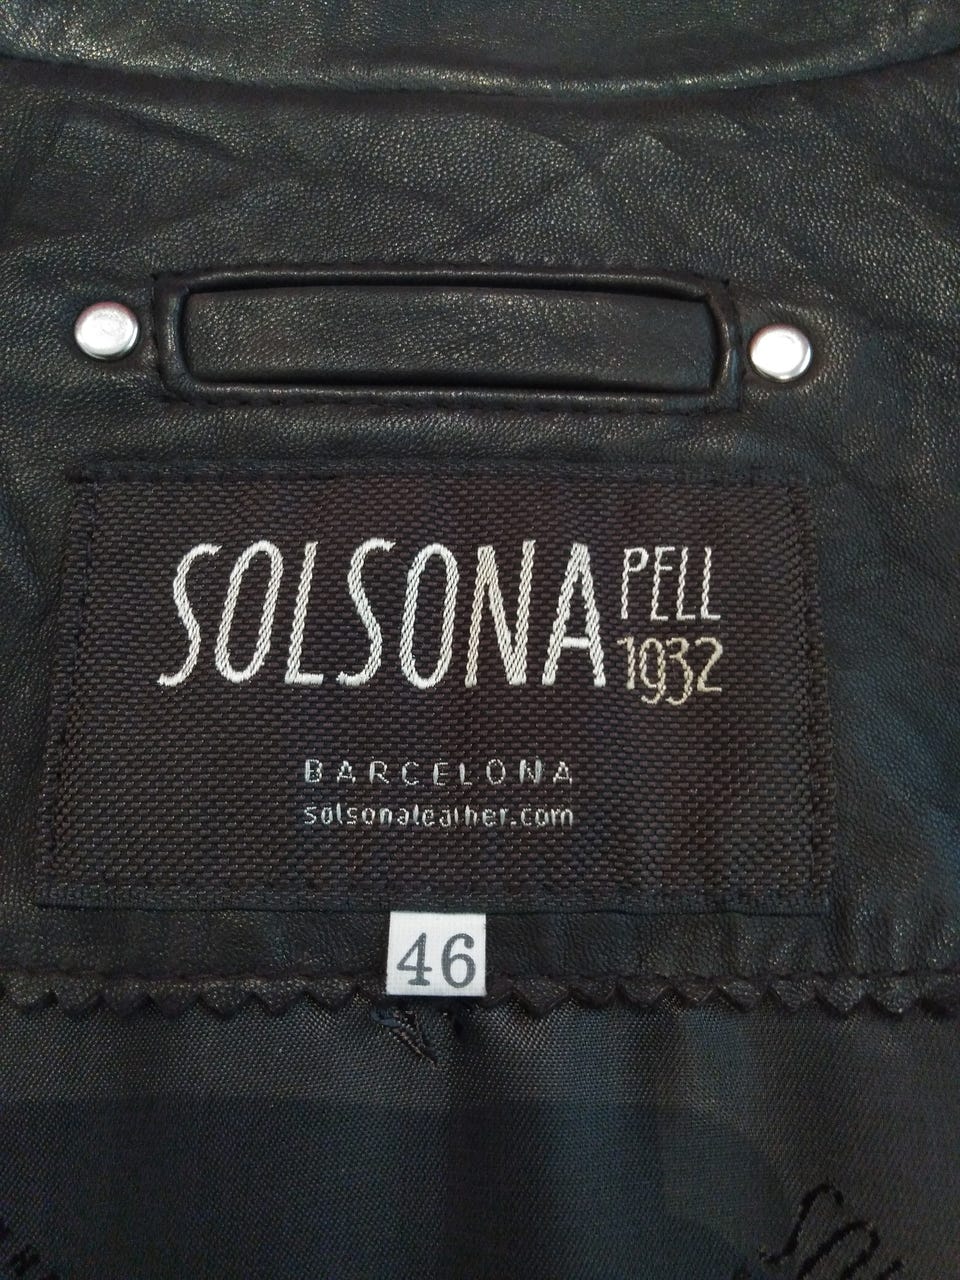 SOLSONA PELL
1932
BARCELONA
solsonaleather.com
46